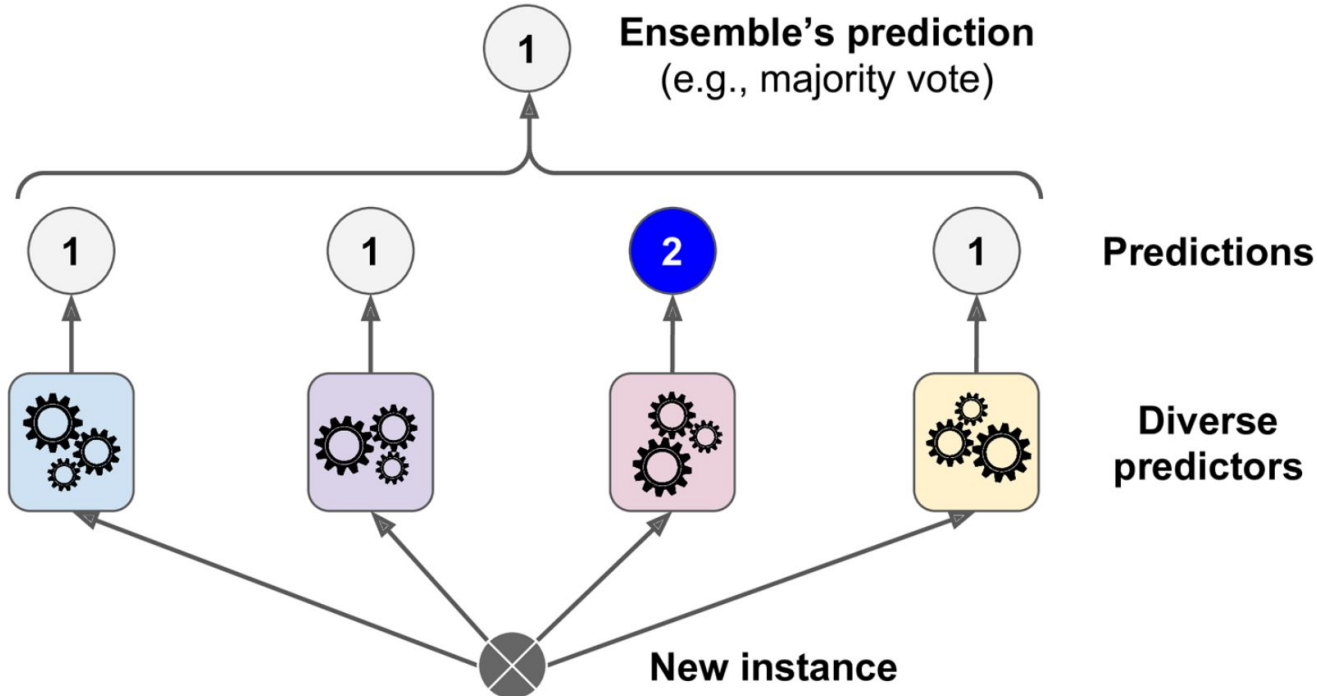 1
Ensemble’s prediction
(e.g., majority vote)
1 1 2 1 Predictions
Diverse
predictors
New instance